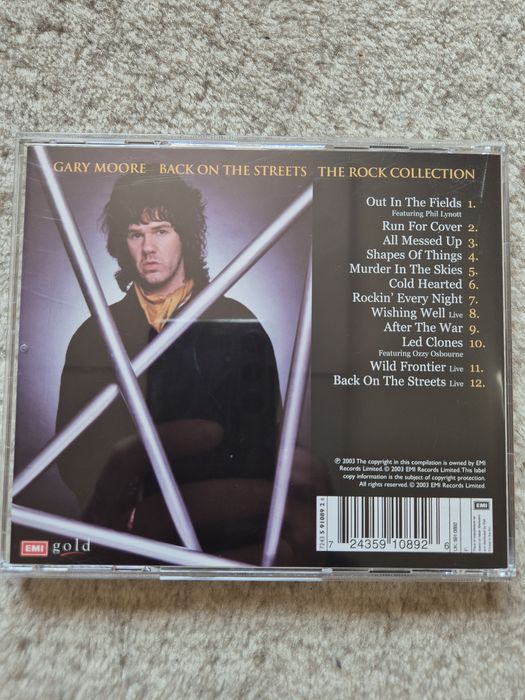 GARY MOORE BACK ON THE STREETS THE ROCK COLLECTION
Out In The Fields 1.
Featuring Phil Lynott
Run For Cover 2.
All Messed Up 3.
Shapes Of Things 4.
Murder In The Skies 5.
Cold Hearted 6.
Rockin' Every Night 7.
Wishing Well Live 8.
After The War 9.
Led Clones 10.
Featuring Ozzy Osbourne
Wild Frontier Live 11.
Back On The Streets Live 12.
℗ 2003 The copyright in this compilation is owned by EMI
Records Limited. © 2003 EMI Records Limited. This label
copy information is the subject of copyright protection.
All rights reserved. © 2003 EMI Records Limited.
7243 5 91089 2 6
7 24359 10892 6
EMI
EMI gold